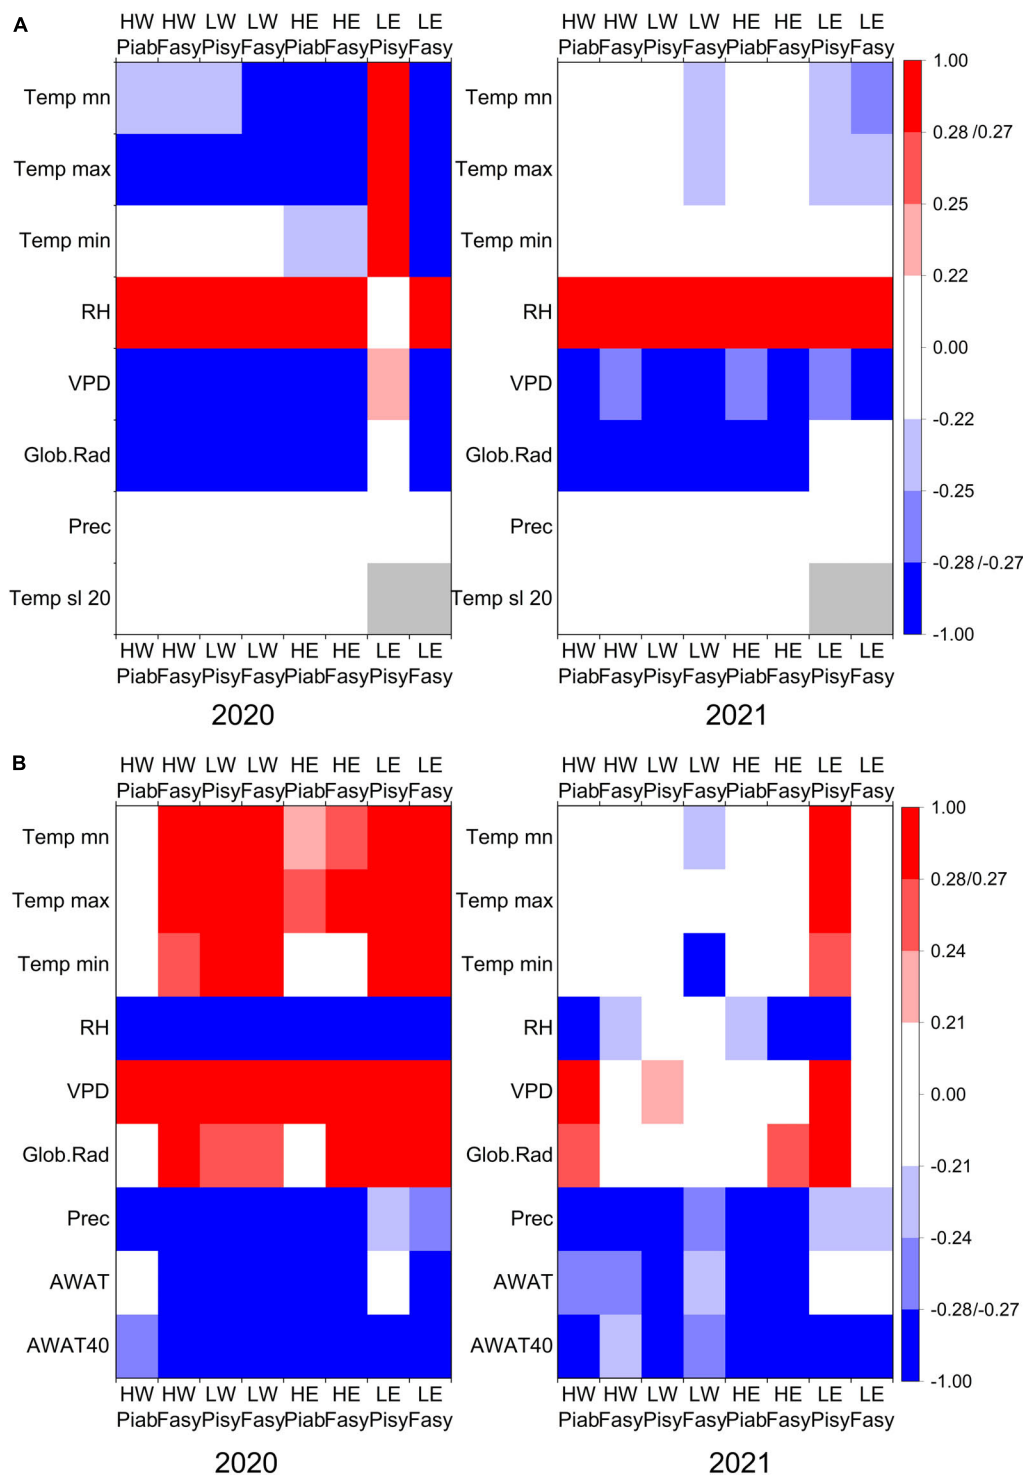 A
HW HW LW LW HE HE LE LE
Piab Fasy Pisy Fasy Piab Fasy Pisy Fasy
Temp mn
Temp max
Temp min
RH
VPD
Glob.Rad
Prec
Temp sl 20
HW HW LW LW HE HE LE LE
Piab Fasy Pisy Fasy Piab Fasy Pisy Fasy
2020
HW HW LW LW HE HE LE LE
Piab Fasy Pisy Fasy Piab Fasy Pisy Fasy
Temp mn
Temp max
Temp min
RH
VPD
Glob.Rad
Prec
Temp sl 20
HW HW LW LW HE HE LE LE
Piab Fasy Pisy Fasy Piab Fasy Pisy Fasy
2021
1.00
0.28 /0.27
0.25
0.22
0.00
-0.22
-0.25
-0.28 /-0.27
-1.00
B
HW HW LW LW HE HE LE LE
Piab Fasy Pisy Fasy Piab Fasy Pisy Fasy
Temp mn
Temp max
Temp min
RH
VPD
Glob.Rad
Prec
AWAT
AWAT40
HW HW LW LW HE HE LE LE
Piab Fasy Pisy Fasy Piab Fasy Pisy Fasy
2020
HW HW LW LW HE HE LE LE
Piab Fasy Pisy Fasy Piab Fasy Pisy Fasy
Temp mn
Temp max
Temp min
RH
VPD
Glob.Rad
Prec
AWAT
AWAT40
HW HW LW LW HE HE LE LE
Piab Fasy Pisy Fasy Piab Fasy Pisy Fasy
2021
1.00
0.28/0.27
0.24
0.21
0.00
-0.21
-0.24
-0.28/-0.27
-1.00